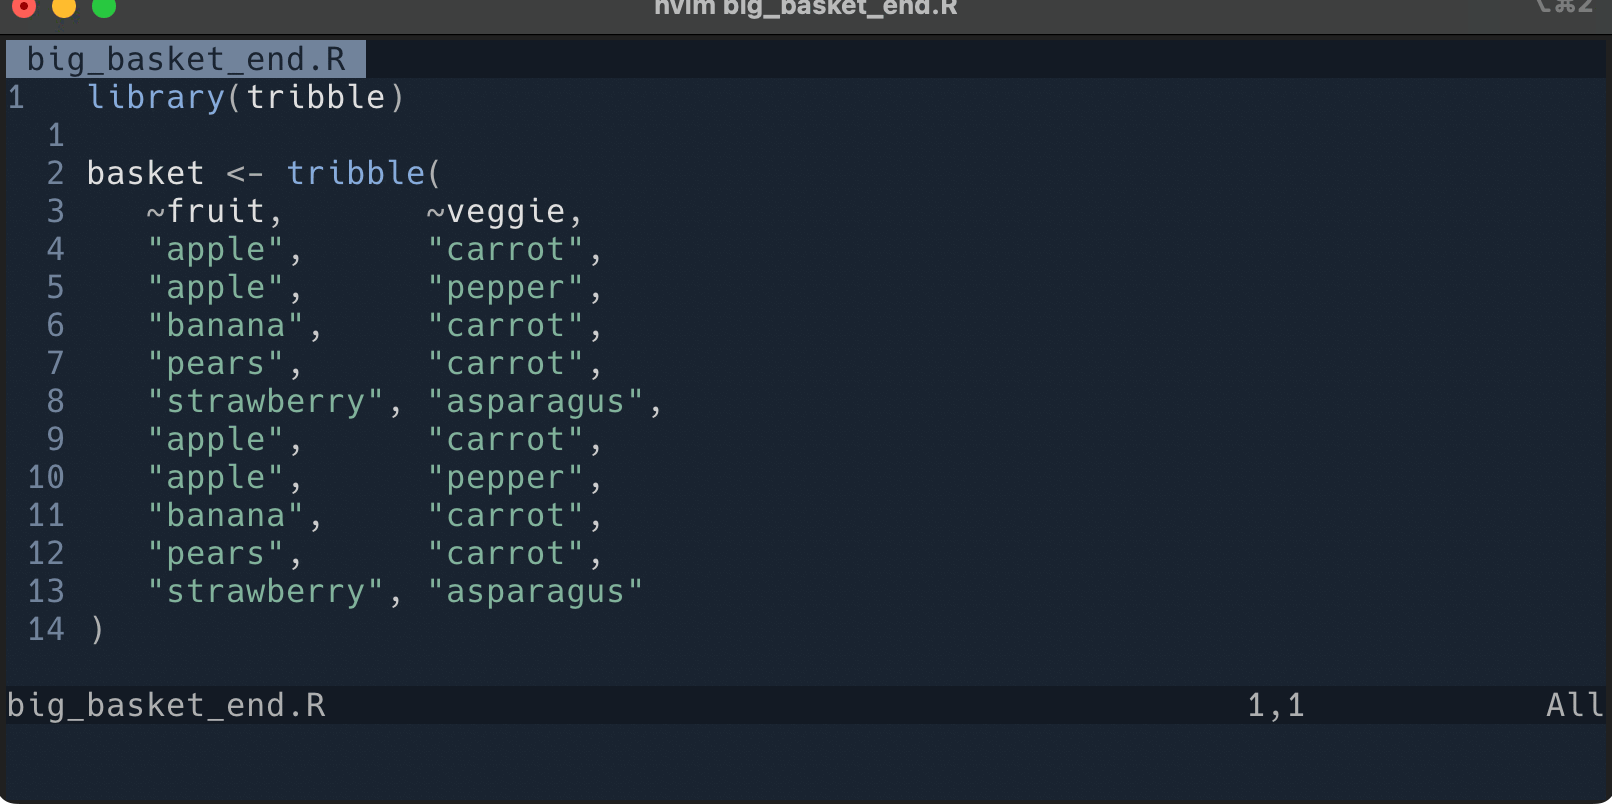 nvim big_basket_end.R ⌥⌘2
big_basket_end.R
1 library(tribble)
1
2 basket <- tribble(
3 ~fruit, ~veggie,
4 "apple", "carrot",
5 "apple", "pepper",
6 "banana", "carrot",
7 "pears", "carrot",
8 "strawberry", "asparagus",
9 "apple", "carrot",
10 "apple", "pepper",
11 "banana", "carrot",
12 "pears", "carrot",
13 "strawberry", "asparagus"
14 )
big_basket_end.R 1,1 All